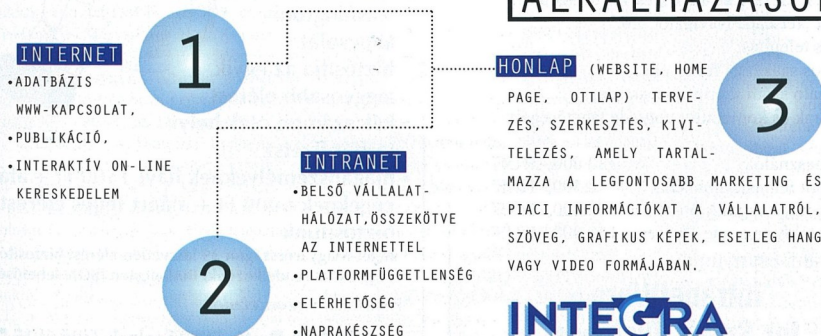 ALKALMAZÁSOK
INTERNET
1
•ADATBÁZIS
WWW-KAPCSOLAT,
•PUBLIKÁCIÓ,
•INTERAKTÍV ON-LINE
KERESKEDELEM
2
INTRANET
•BELSŐ VÁLLALAT-
HÁLÓZAT,ÖSSZEKÖTVE
AZ INTERNETTEL
•PLATFORMFÜGGETLENSÉG
•ELÉRHETŐSÉG
•NAPRAKÉSZSÉG
HONLAP (WEBSITE, HOME
PAGE, OTTLAP) TERVE-
ZÉS, SZERKESZTÉS, KIVI-
TELEZÉS, AMELY TARTAL-
MAZZA A LEGFONTOSABB MARKETING ÉS
PIACI INFORMÁCIÓKAT A VÁLLALATRÓL,
SZÖVEG, GRAFIKUS KÉPEK, ESETLEG HANG
VAGY VIDEO FORMÁJÁBAN.
3
INTEGRA